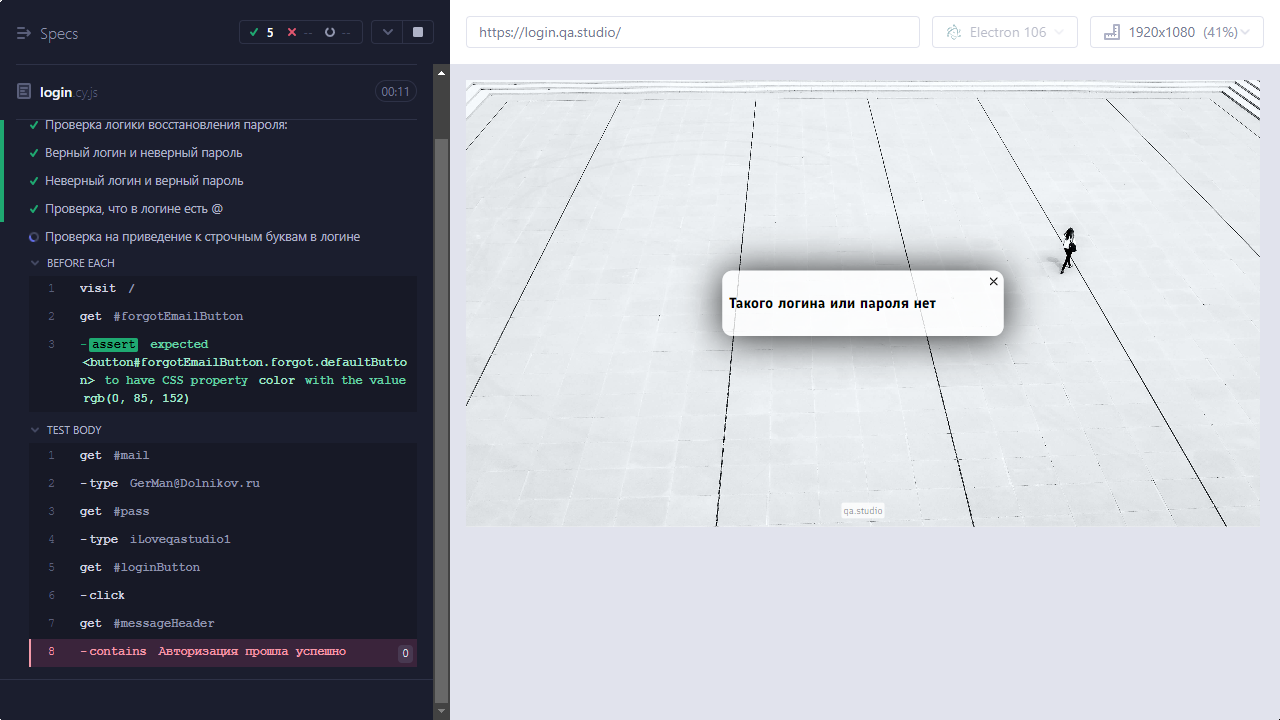 Specs
5
--
--
https://login.qa.studio/
Electron 106
1920x1080 (41%)
login.cy.js
00:11
Проверка логики восстановления пароля:
Верный логин и неверный пароль
Неверный логин и верный пароль
Проверка, что в логине есть @
Проверка на приведение к строчным буквам в логине
BEFORE EACH
1 visit /
2 get #forgotEmailButton
3 -assert expected
<button#forgotEmailButton.forgot.defaultButto
n> to have CSS property color with the value
rgb(0, 85, 152)
TEST BODY
1 get #mail
2 -type GerMan@Dolnikov.ru
3 get #pass
4 -type iLoveqastudio1
5 get #loginButton
6 -click
7 get #messageHeader
8 -contains Авторизация прошла успешно 0
Такого логина или пароля нет
qa.studio